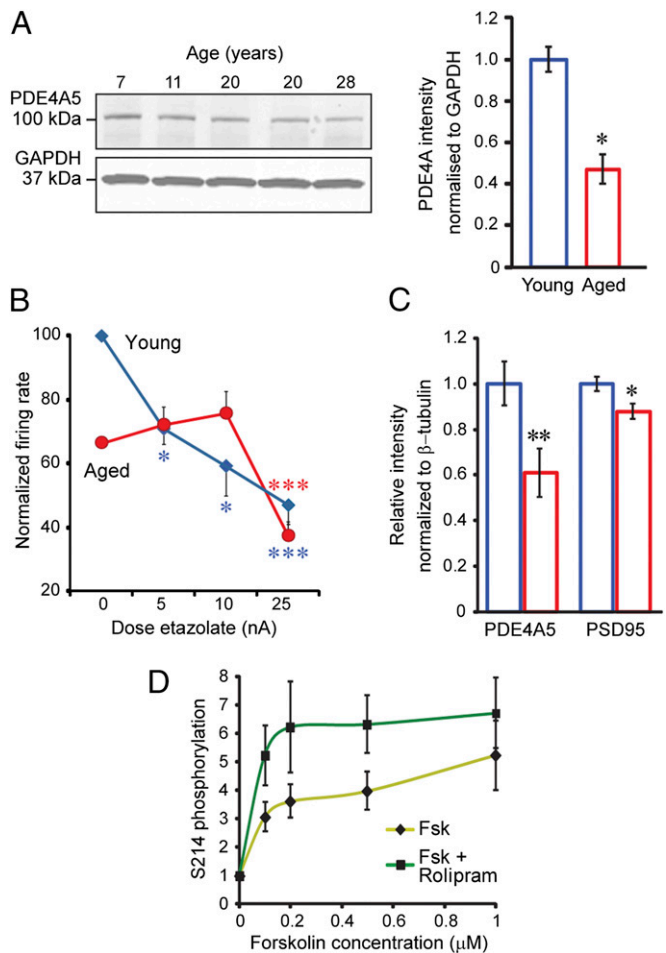 A
Age (years)
7 11 20 20 28
PDE4A5
100 kDa
GAPDH
37 kDa
PDE4A intensity
normalised to GAPDH
1.2
1.0
0.8
0.6
0.4
0.2
0
*
Young Aged
B
Normalized firing rate
100
80
60
40
20
Young
Aged
*
*
***
***
0 5 10 25
Dose etazolate (nA)
C
Relative intensity
normalized to β-tubulin
1.2
1.0
0.8
0.6
0.4
0.2
0
**
*
PDE4A5 PSD95
D
S214 phosphorylation
8
7
6
5
4
3
2
1
0
Fsk
Fsk +
Rolipram
0 0.2 0.4 0.6 0.8 1
Forskolin concentration (μM)